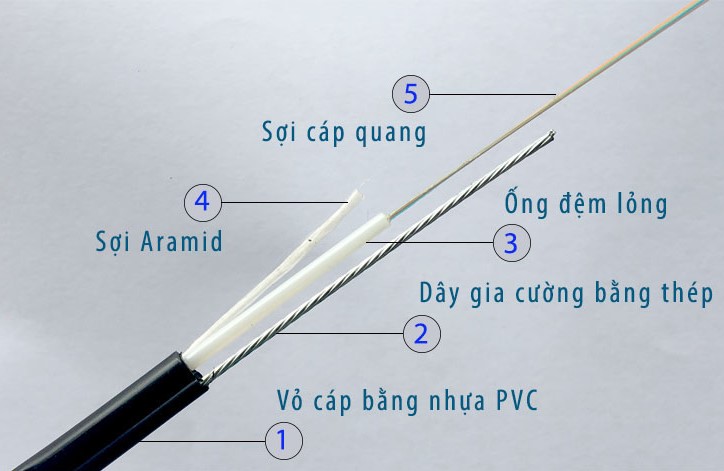 5
Sợi cáp quang
4
Sợi Aramid
Ống đệm lỏng
3
Dây gia cường bằng thép
2
Vỏ cáp bằng nhựa PVC
1